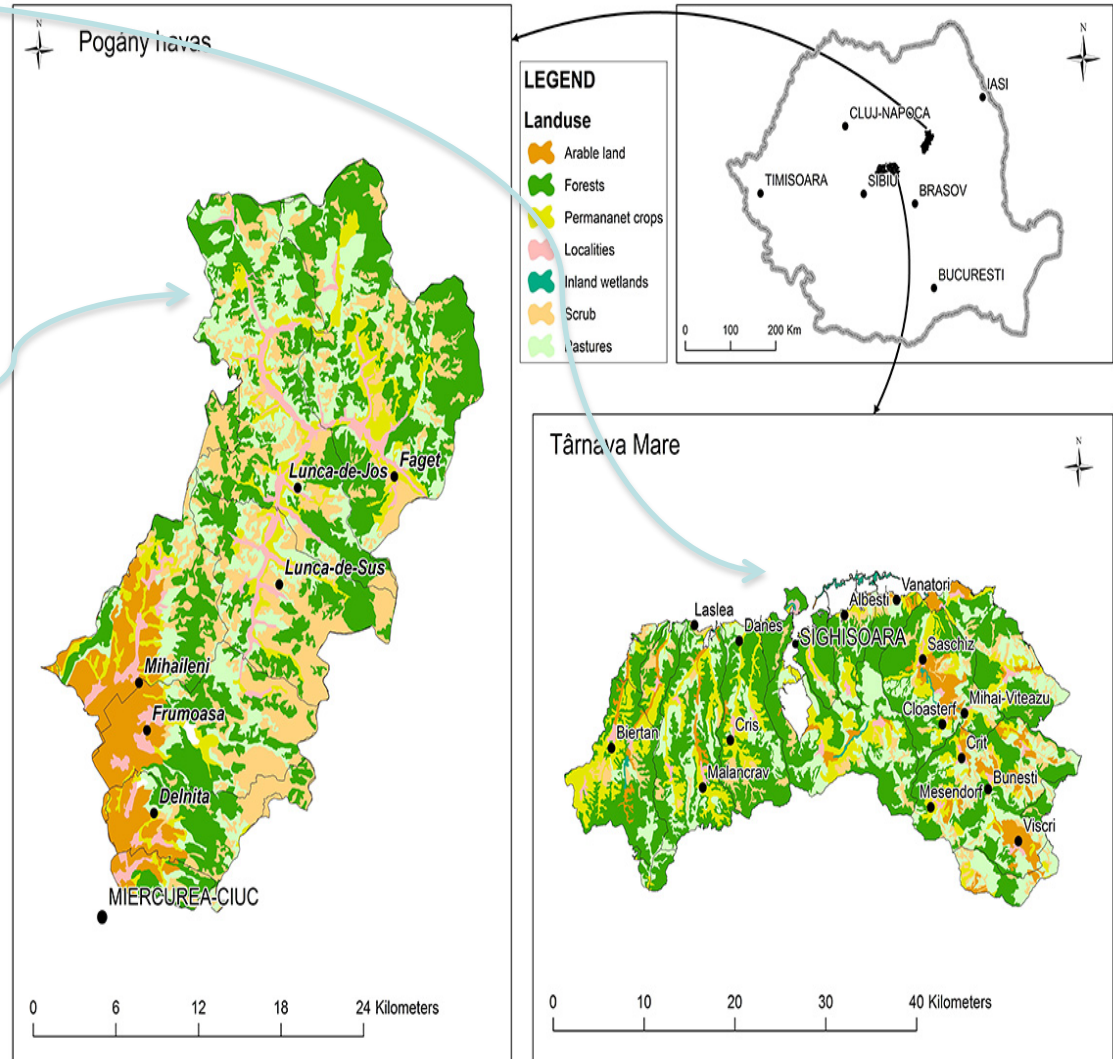 N
Pogány havas
Lunca-de-Jos
Faget
Lunca-de-Sus
Mihaileni
Frumoasa
Delnita
MIERCUREA-CIUC
0 6 12 18 24 Kilometers
LEGEND
Landuse
Arable land
Forests
Permananet crops
Localities
Inland wetlands
Scrub
Pastures
N
IASI
CLUJ-NAPOCA
TIMISOARA
SIBIU
BRASOV
BUCURESTI
0 100 200 Km
Târnava Mare
N
Vanatori
Albesti
Laslea
Danes
SIGHISOARA
Saschiz
Mihai-Viteazu
Cloasterf
Biertan
Cris
Crit
Malancrav
Bunesti
Mesendorf
Viscri
0 10 20 30 40 Kilometers